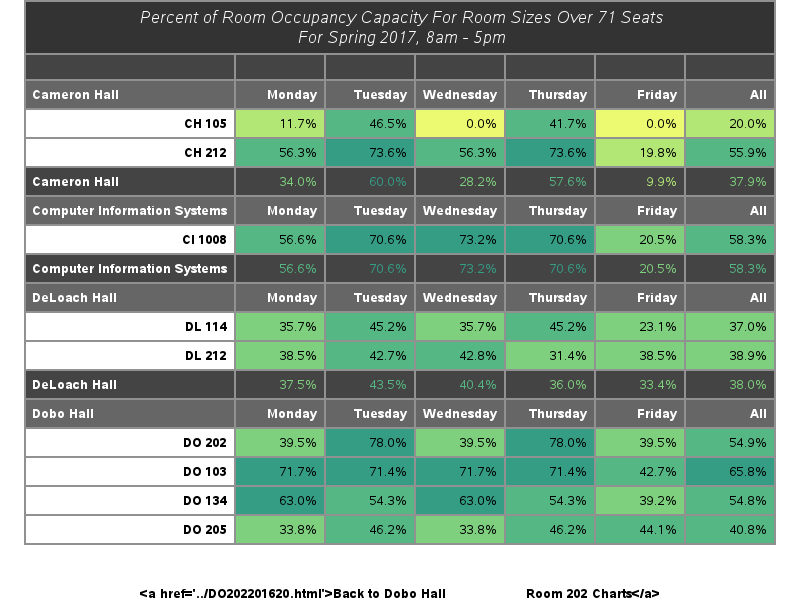 Percent of Room Occupancy Capacity For Room Sizes Over 71 Seats
For Spring 2017, 8am - 5pm
Cameron Hall Monday Tuesday Wednesday Thursday Friday All
CH 105 11.7% 46.5% 0.0% 41.7% 0.0% 20.0%
CH 212 56.3% 73.6% 56.3% 73.6% 19.8% 55.9%
Cameron Hall 34.0% 60.0% 28.2% 57.6% 9.9% 37.9%
Computer Information Systems Monday Tuesday Wednesday Thursday Friday All
CI 1008 56.6% 70.6% 73.2% 70.6% 20.5% 58.3%
Computer Information Systems 56.6% 70.6% 73.2% 70.6% 20.5% 58.3%
DeLoach Hall Monday Tuesday Wednesday Thursday Friday All
DL 114 35.7% 45.2% 35.7% 45.2% 23.1% 37.0%
DL 212 38.5% 42.7% 42.8% 31.4% 38.5% 38.9%
DeLoach Hall 37.5% 43.5% 40.4% 36.0% 33.4% 38.0%
Dobo Hall Monday Tuesday Wednesday Thursday Friday All
DO 202 39.5% 78.0% 39.5% 78.0% 39.5% 54.9%
DO 103 71.7% 71.4% 71.7% 71.4% 42.7% 65.8%
DO 134 63.0% 54.3% 63.0% 54.3% 39.2% 54.8%
DO 205 33.8% 46.2% 33.8% 46.2% 44.1% 40.8%
<a href='../DO202201620.html'>Back to Dobo Hall Room 202 Charts</a>